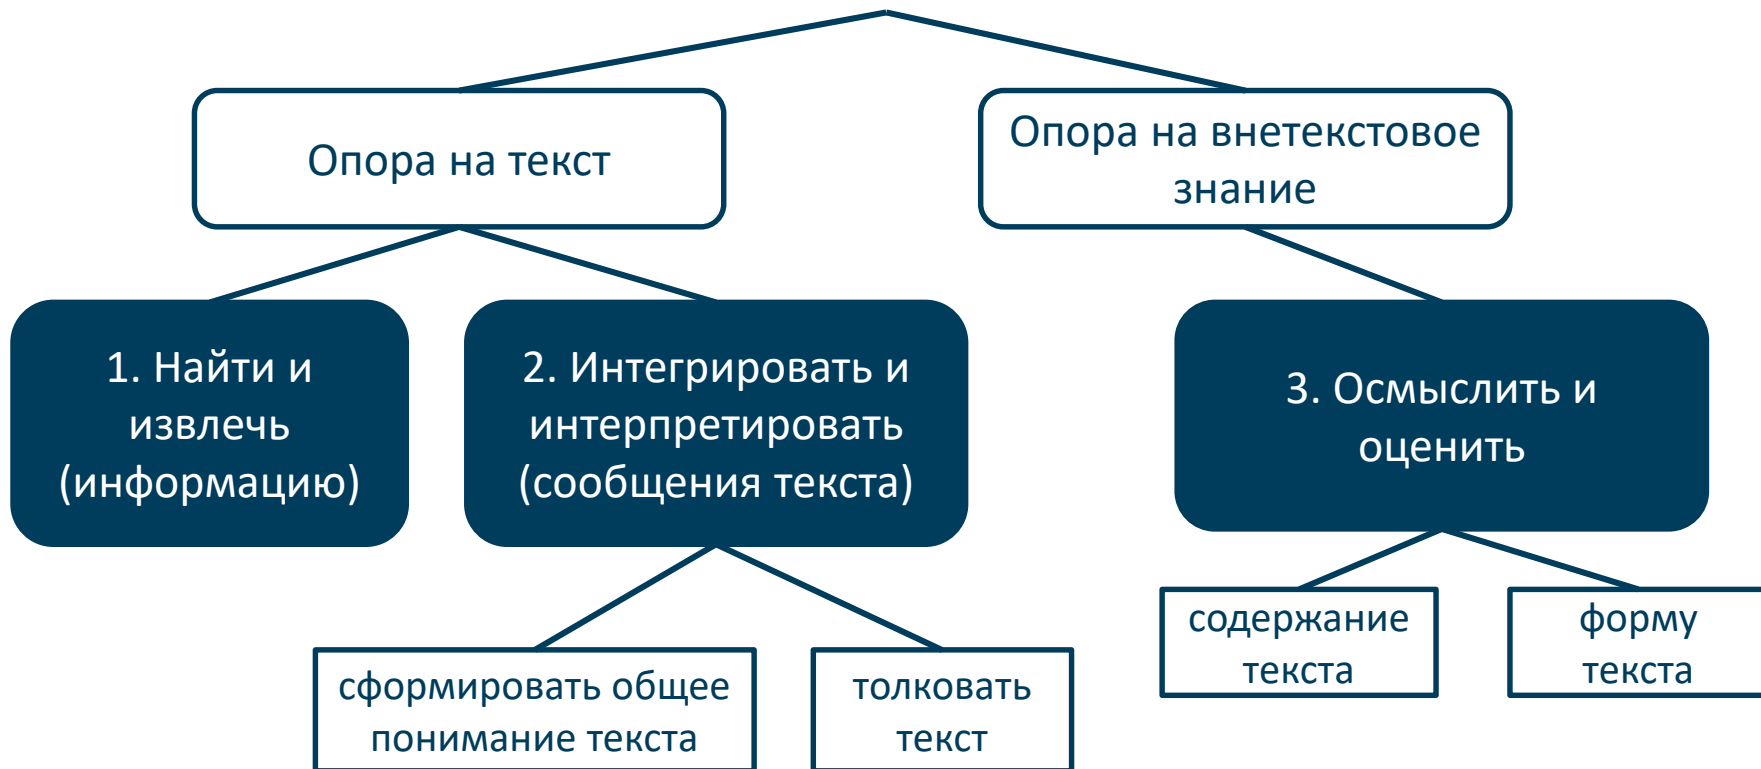 Опора на текст
Опора на внетекстовое
знание
1. Найти и
извлечь
(информацию)
2. Интегрировать и
интерпретировать
(сообщения текста)
3. Осмыслить и
оценить
сформировать общее
понимание текста
толковать
текст
содержание
текста
форму
текста